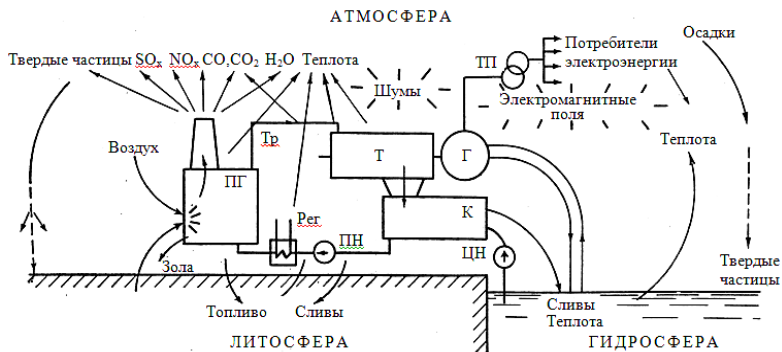 АТМОСФЕРА
Твердые частицы SOₓ NOₓ CO,CO₂ H₂O Теплота
ТП
Потребители
электроэнергии
Осадки
Шумы
Электромагнитные
поля
Тр
Воздух
Т
Г
Теплота
ПГ
К
Рег
ПН
ЦН
Зола
Твердые
частицы
Топливо
Сливы
Сливы
Теплота
ЛИТОСФЕРА
ГИДРОСФЕРА